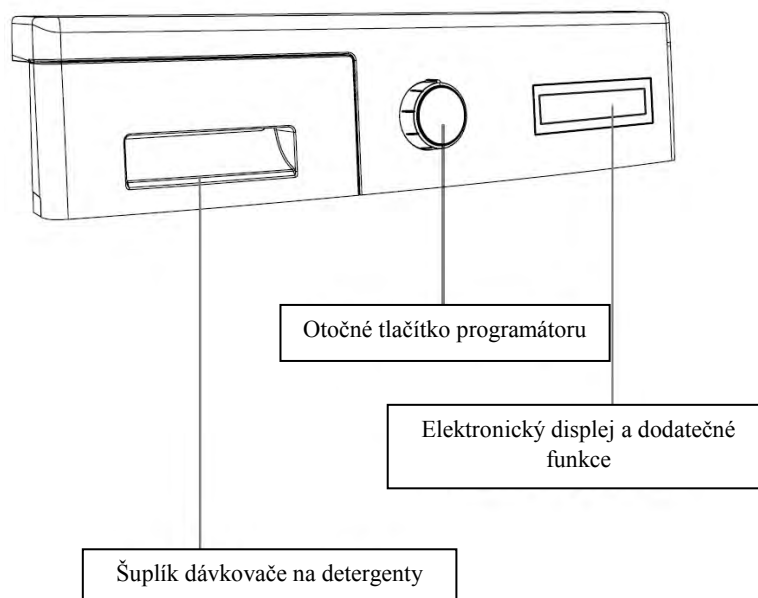 Otočné tlačítko programátoru
Elektronický displej a dodatečné
funkce
Šuplík dávkovače na detergenty